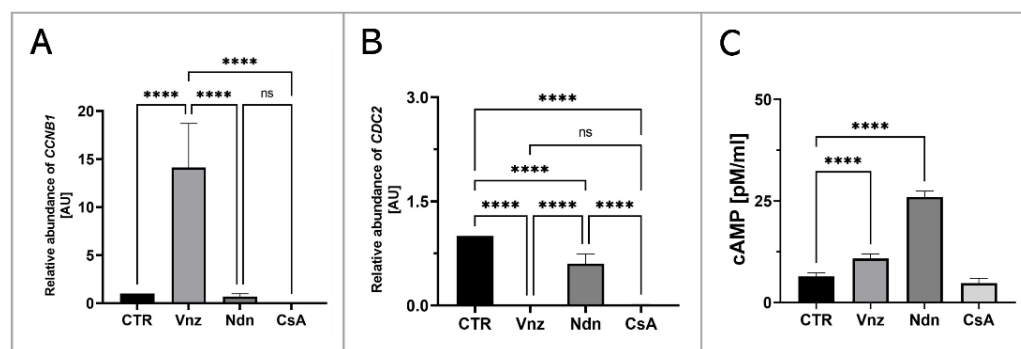 A
Relative abundance of CCNB1
[AU]
20
15
10
5
0
****
**** **** ns
CTR Vnz Ndn CsA
B
Relative abundance of CDC2
[AU]
3.0
1.5
0.0
****
ns
****
**** **** ****
CTR Vnz Ndn CsA
C
cAMP [pM/ml]
50
25
0
****
****
CTR Vnz Ndn CsA